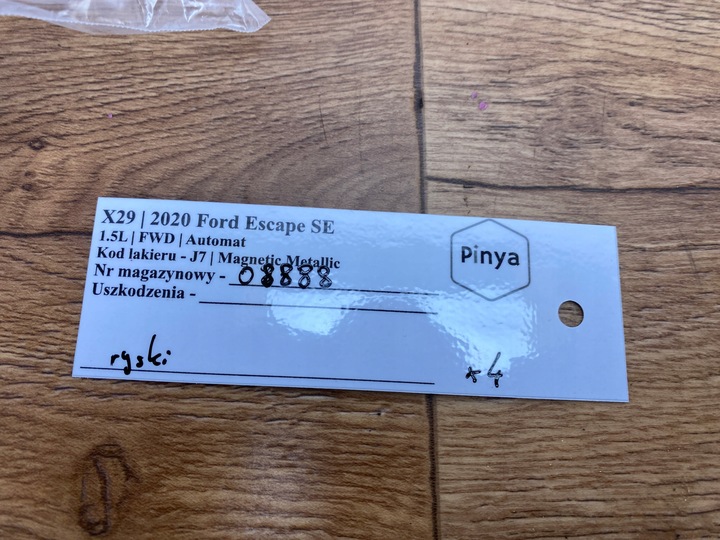 X29 | 2020 Ford Escape SE
1.5L | FWD | Automat
Kod lakieru - J7 | Magnetic Metallic
Nr magazynowy - 08888
Uszkodzenia -
ryski
x4
Pinya